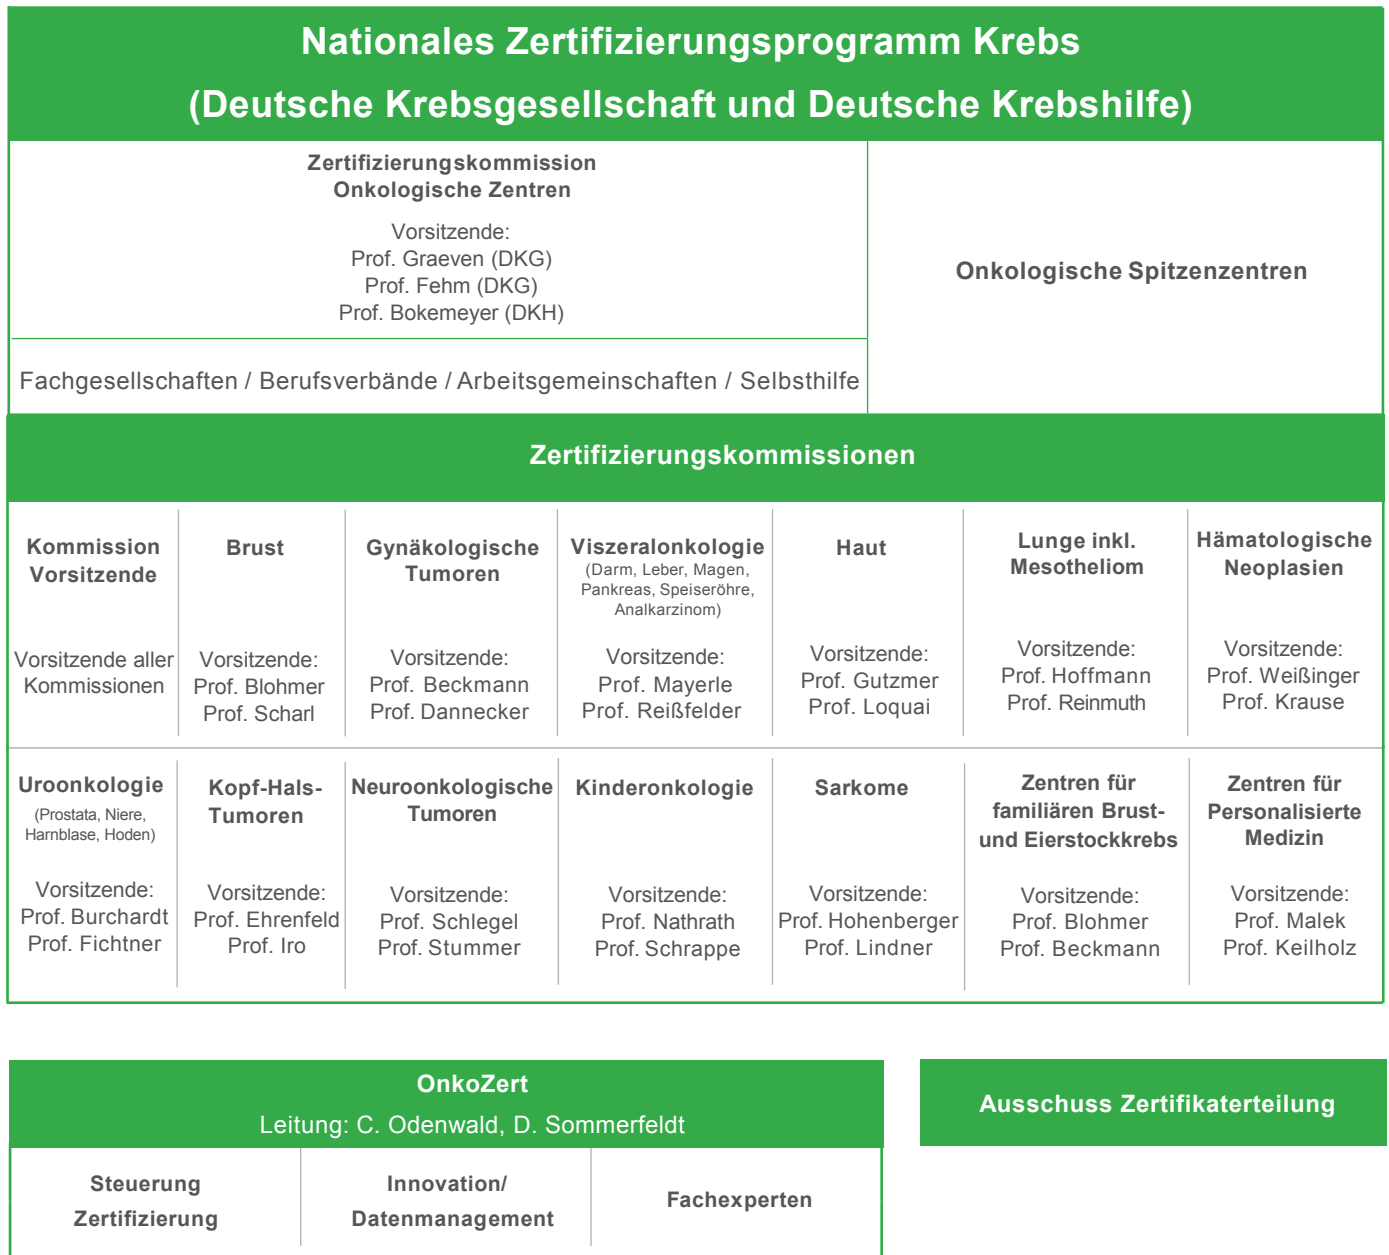 Nationales Zertifizierungsprogramm Krebs
(Deutsche Krebsgesellschaft und Deutsche Krebshilfe)
Zertifizierungskommission
Onkologische Zentren
Vorsitzende:
Prof. Graeven (DKG)
Prof. Fehm (DKG)
Prof. Bokemeyer (DKH)
Onkologische Spitzenzentren
Fachgesellschaften / Berufsverbände / Arbeitsgemeinschaften / Selbsthilfe
Zertifizierungskommissionen
Kommission
Vorsitzende
Vorsitzende aller
Kommissionen
Brust
Vorsitzende:
Prof. Blohmer
Prof. Scharl
Gynäkologische
Tumoren
Vorsitzende:
Prof. Beckmann
Prof. Dannecker
Viszeralonkologie
(Darm, Leber, Magen,
Pankreas, Speiseröhre,
Analkarzinom)
Vorsitzende:
Prof. Mayerle
Prof. Reißfelder
Haut
Vorsitzende:
Prof. Gutzmer
Prof. Loquai
Lunge inkl.
Mesotheliom
Vorsitzende:
Prof. Hoffmann
Prof. Reinmuth
Hämatologische
Neoplasien
Vorsitzende:
Prof. Weißinger
Prof. Krause
Uroonkologie
(Prostata, Niere,
Harnblase, Hoden)
Vorsitzende:
Prof. Burchardt
Prof. Fichtner
Kopf-Hals-
Tumoren
Vorsitzende:
Prof. Ehrenfeld
Prof. Iro
Neuroonkologische
Tumoren
Vorsitzende:
Prof. Schlegel
Prof. Stummer
Kinderonkologie
Vorsitzende:
Prof. Nathrath
Prof. Schrappe
Sarkome
Vorsitzende:
Prof. Hohenberger
Prof. Lindner
Zentren für
familiären Brust-
und Eierstockkrebs
Vorsitzende:
Prof. Blohmer
Prof. Beckmann
Zentren für
Personalisierte
Medizin
Vorsitzende:
Prof. Malek
Prof. Keilholz
OnkoZert
Leitung: C. Odenwald, D. Sommerfeldt
Steuerung
Zertifizierung
Innovation/
Datenmanagement
Fachexperten
Ausschuss Zertifikaterteilung